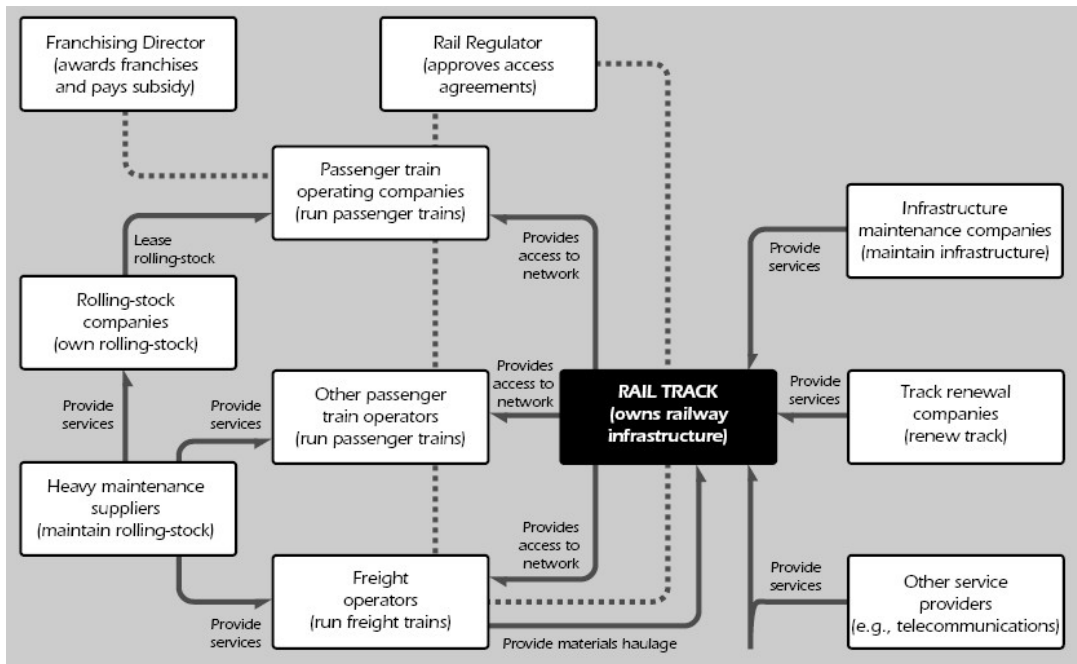 Franchising Director
(awards franchises
and pays subsidy)
Rail Regulator
(approves access
agreements)
Passenger train
operating companies
(run passenger trains)
Infrastructure
maintenance companies
(maintain infrastructure)
Lease
rolling-stock
Provides
access to
network
Provide
services
Rolling-stock
companies
(own rolling-stock)
Provide
services
Provide
services
Other passenger
train operators
(run passenger trains)
Provides
access to
network
RAIL TRACK
(owns railway
infrastructure)
Provide
services
Track renewal
companies
(renew track)
Heavy maintenance
suppliers
(maintain rolling-stock)
Provides
access to
network
Provide
services
Freight
operators
(run freight trains)
Provide
services
Provide materials haulage
Other service
providers
(e.g., telecommunications)